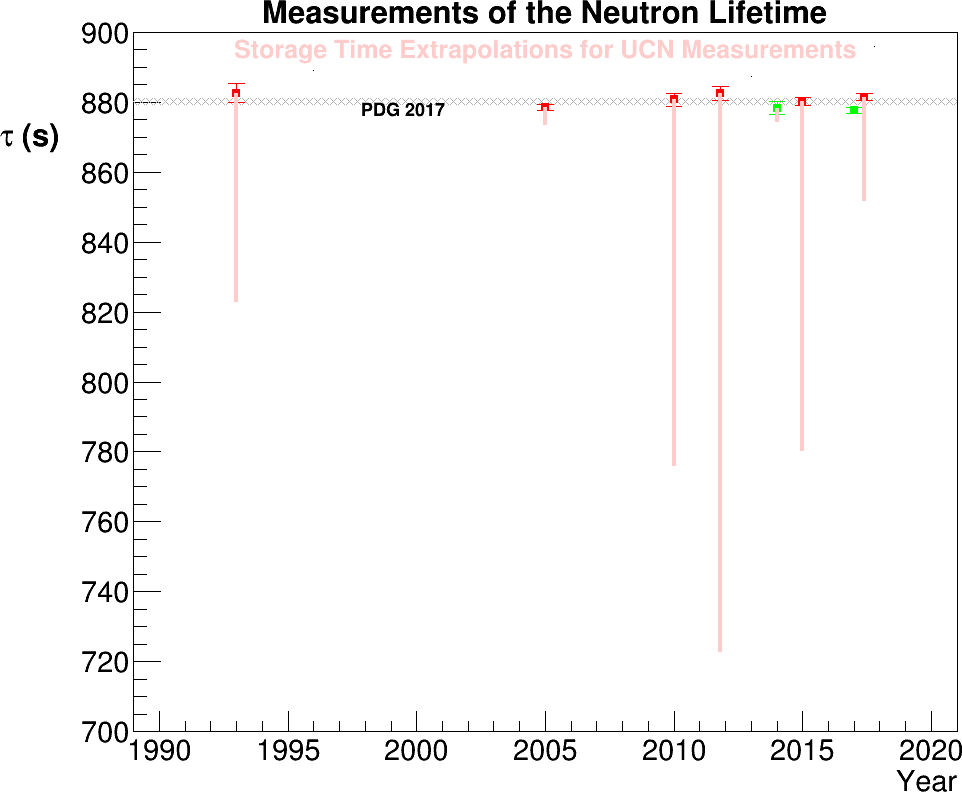 Measurements of the Neutron Lifetime
Storage Time Extrapolations for UCN Measurements
PDG 2017
τ (s)
900
880
860
840
820
800
780
760
740
720
700
1990 1995 2000 2005 2010 2015 2020
Year